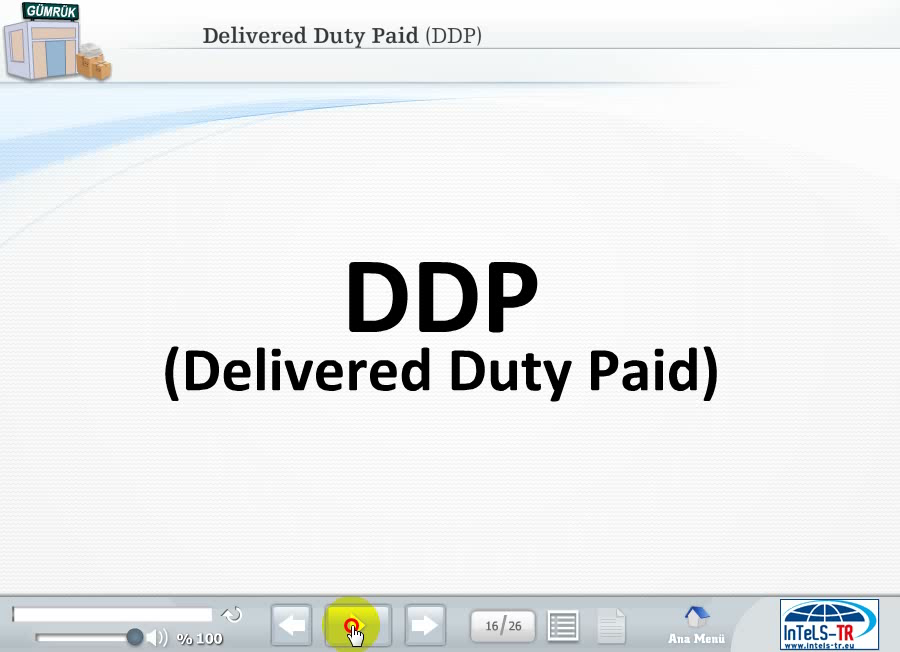 GÜMRÜK
Delivered Duty Paid (DDP)
DDP
(Delivered Duty Paid)
% 100
16/26
Ana Menü
InTeLS-TR
www.intels-tr.eu